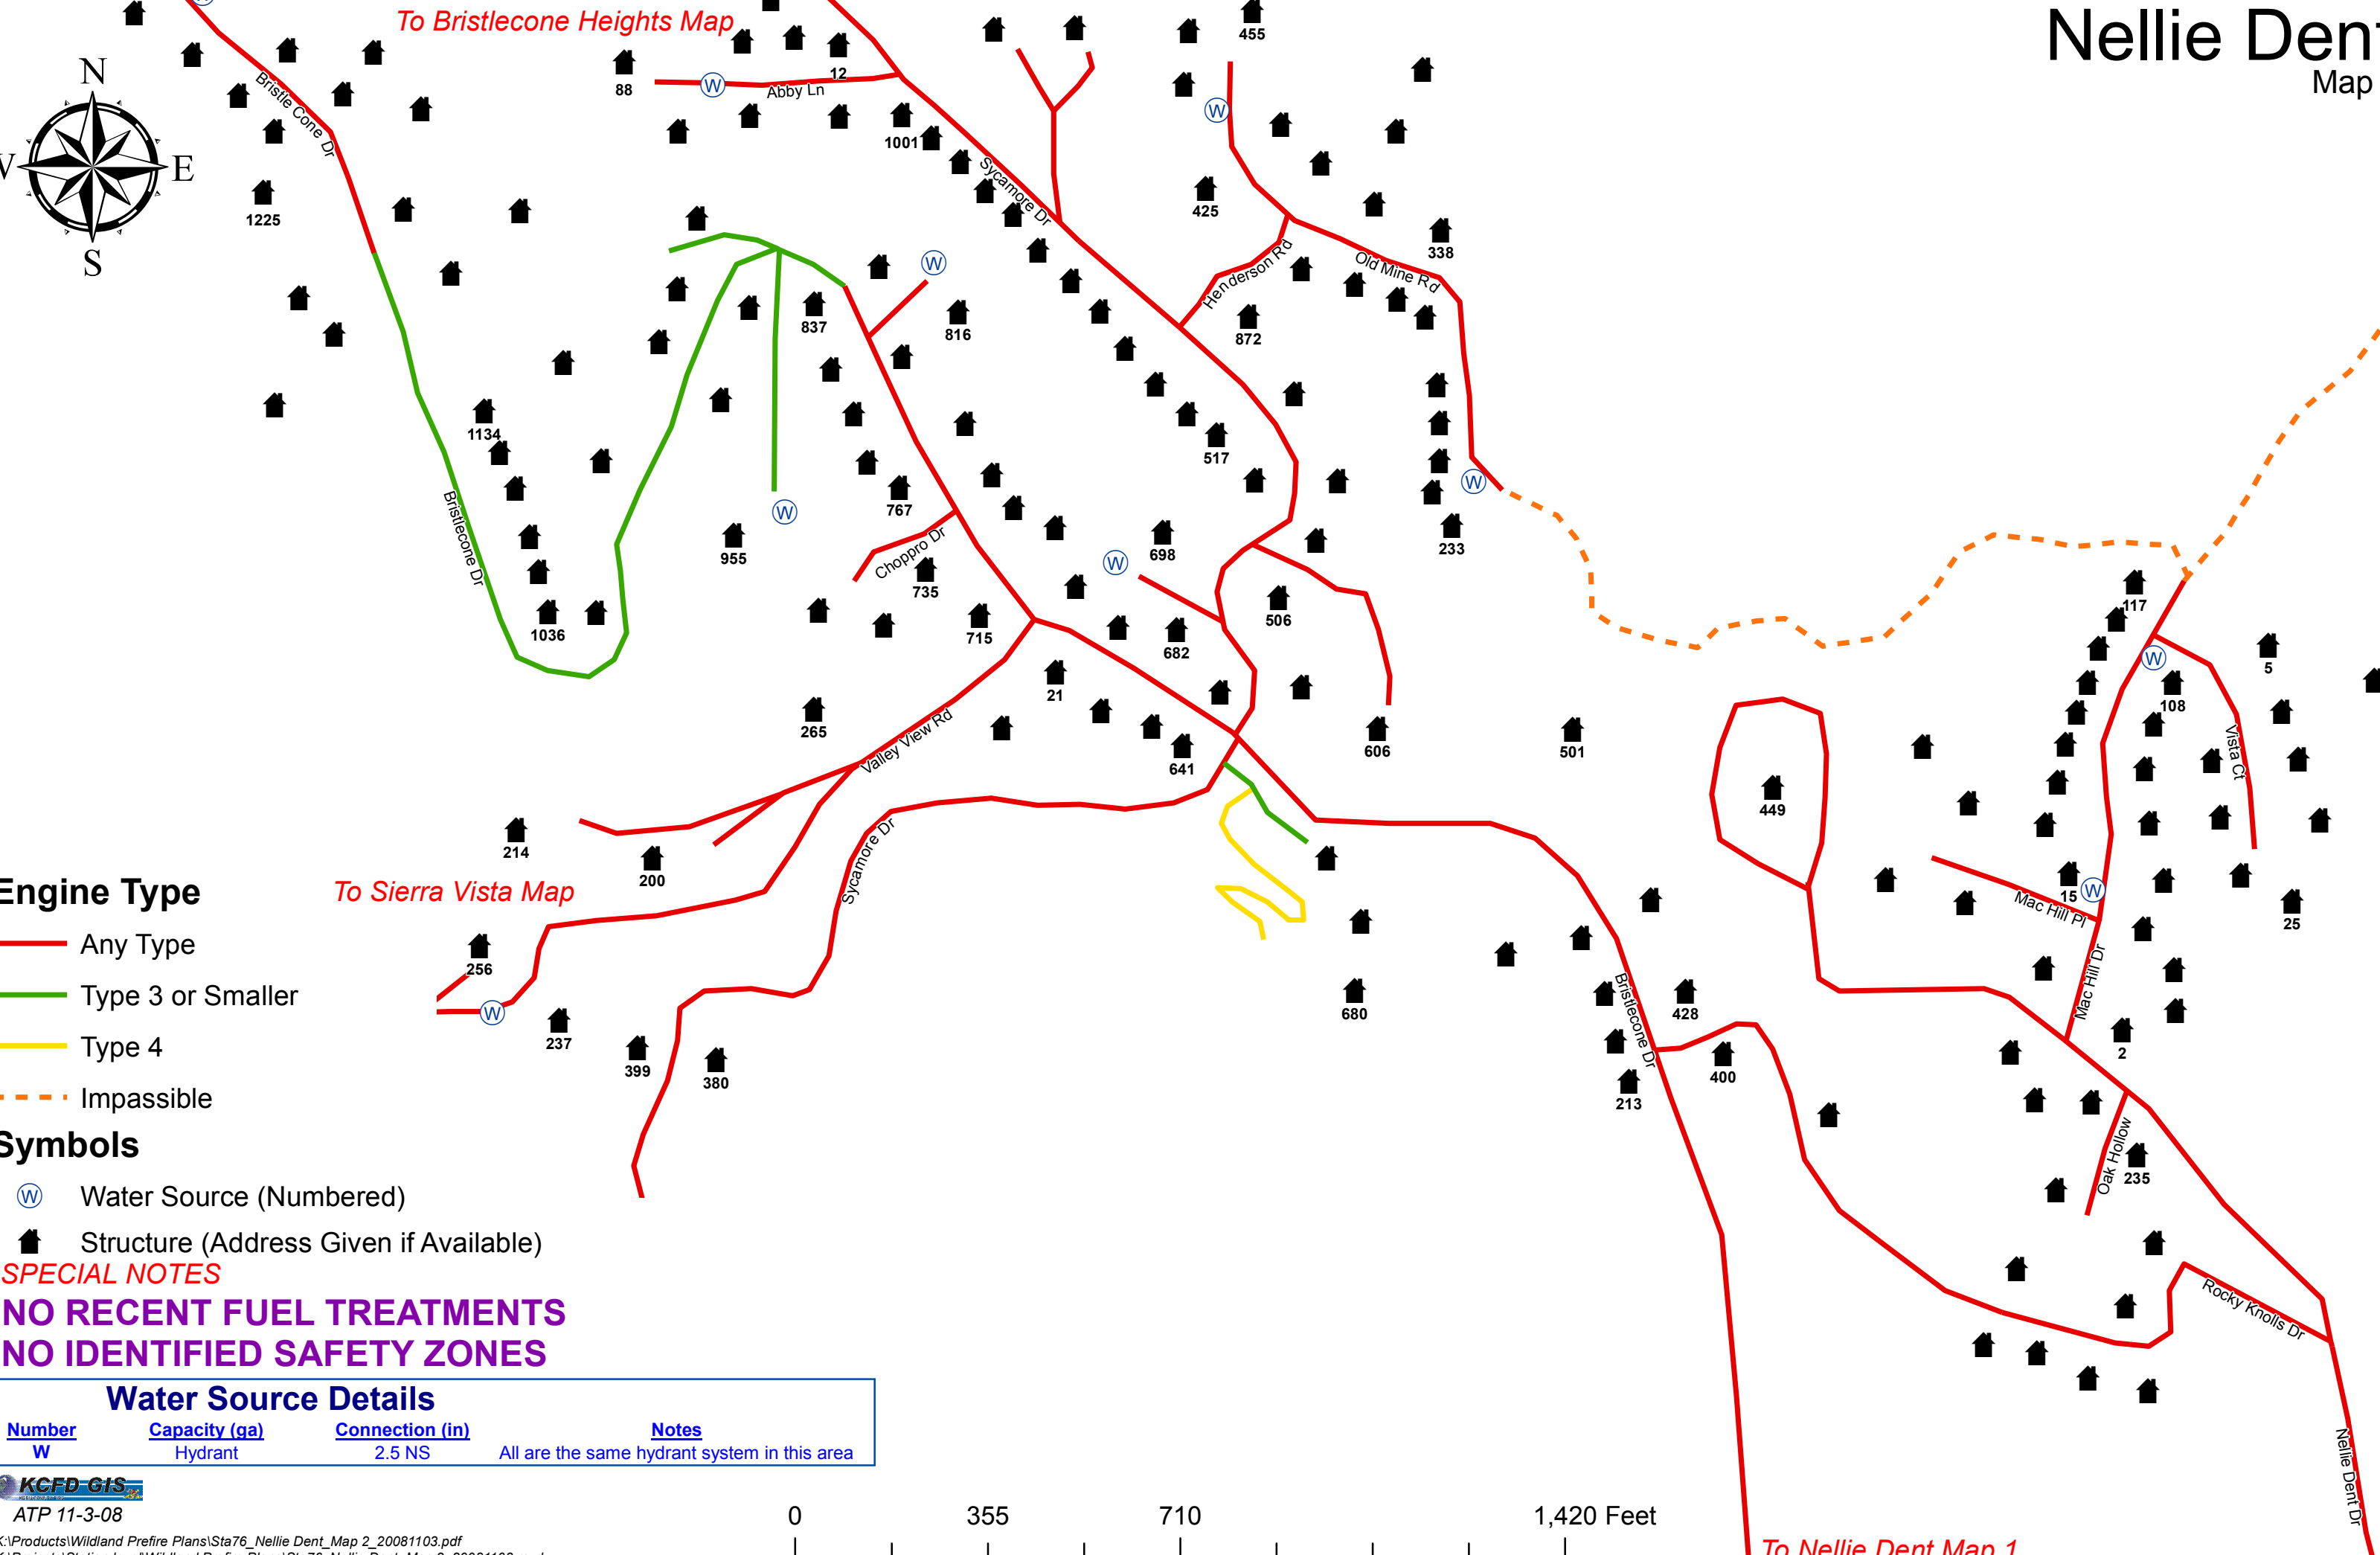 To Bristlecone Heights Map
Nellie Dent
Map
N
E
S
Bristle Cone Dr
88
Abby Ln
12
1001
455
Sycamore Dr
1225
425
338
Henderson Rd
Old Mine Rd
837
816
872
1134
517
767
Bristlecone Dr
955
Choppro Dr
735
698
233
1036
715
506
682
117
5
21
108
265
Valley View Rd
641
606
501
Vista Ct
449
214
200
Sycamore Dr
15
Mac Hill Pl
25
To Sierra Vista Map
256
237
399
380
680
Bristlecone Dr
428
400
213
Mac Hill Dr
2
Oak Hollow
235
Rocky Knolls Dr
Nellie Dent Dr
Engine Type
Any Type
Type 3 or Smaller
Type 4
Impassible
Symbols
W Water Source (Numbered)
Structure (Address Given if Available)
SPECIAL NOTES
NO RECENT FUEL TREATMENTS
NO IDENTIFIED SAFETY ZONES
Water Source Details
Number Capacity (ga) Connection (in) Notes
W Hydrant 2.5 NS All are the same hydrant system in this area
KCFD GIS
ATP 11-3-08
K:\Products\Wildland Prefire Plans\Sta76_Nellie Dent_Map 2_20081103.pdf
0 355 710 1,420 Feet
To Nellie Dent Map 1